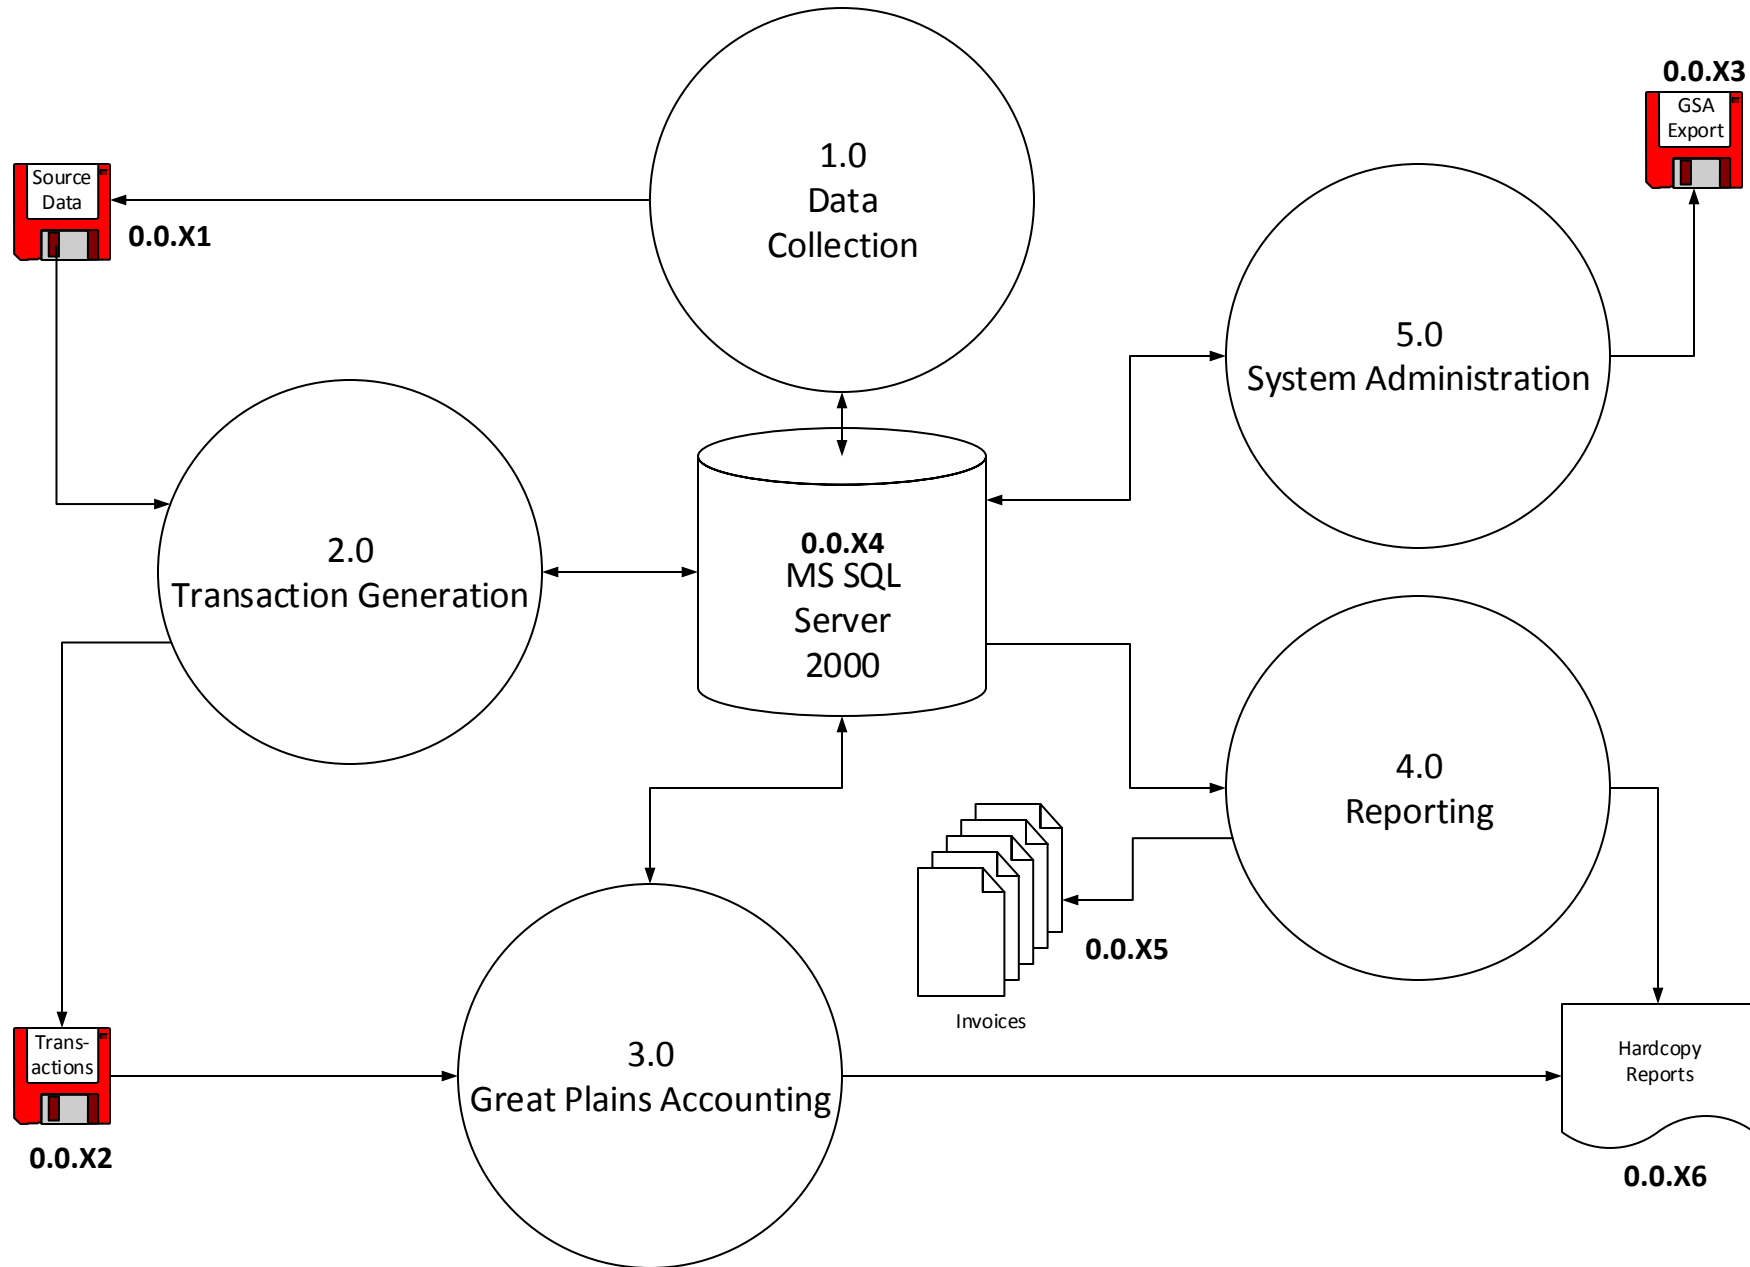 1.0
Data
Collection
0.0.X3
GSA
Export
Source
Data
0.0.X1
5.0
System Administration
2.0
Transaction Generation
0.0.X4
MS SQL
Server
2000
4.0
Reporting
0.0.X5
Invoices
Trans-
actions
0.0.X2
3.0
Great Plains Accounting
Hardcopy
Reports
0.0.X6